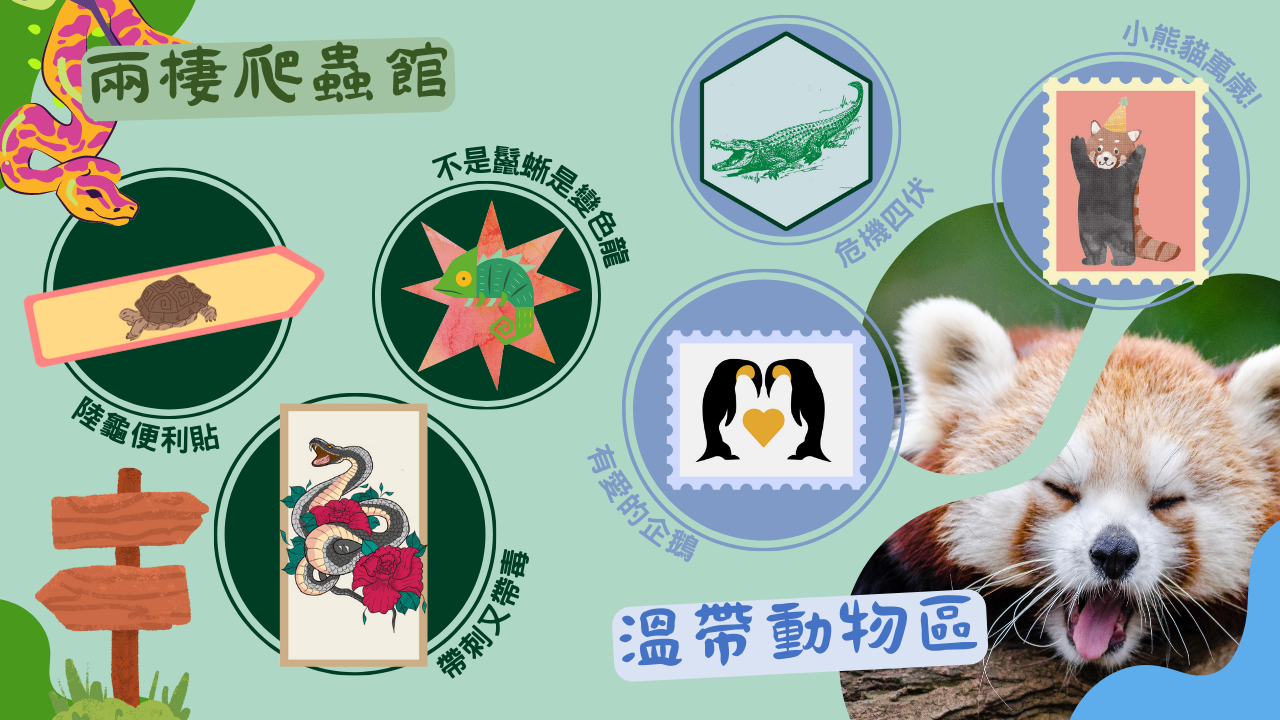 兩棲爬蟲館
不是鬣蜥是變色龍
陸龜便利貼
帶刺又帶毒
小熊貓萬歲!
危機四伏
有愛的企鵝
溫帶動物區